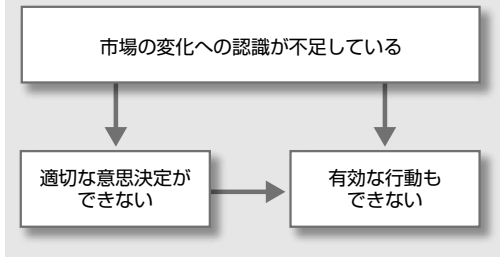 市場の変化への認識が不足している
適切な意思決定が
できない
有効な行動も
できない